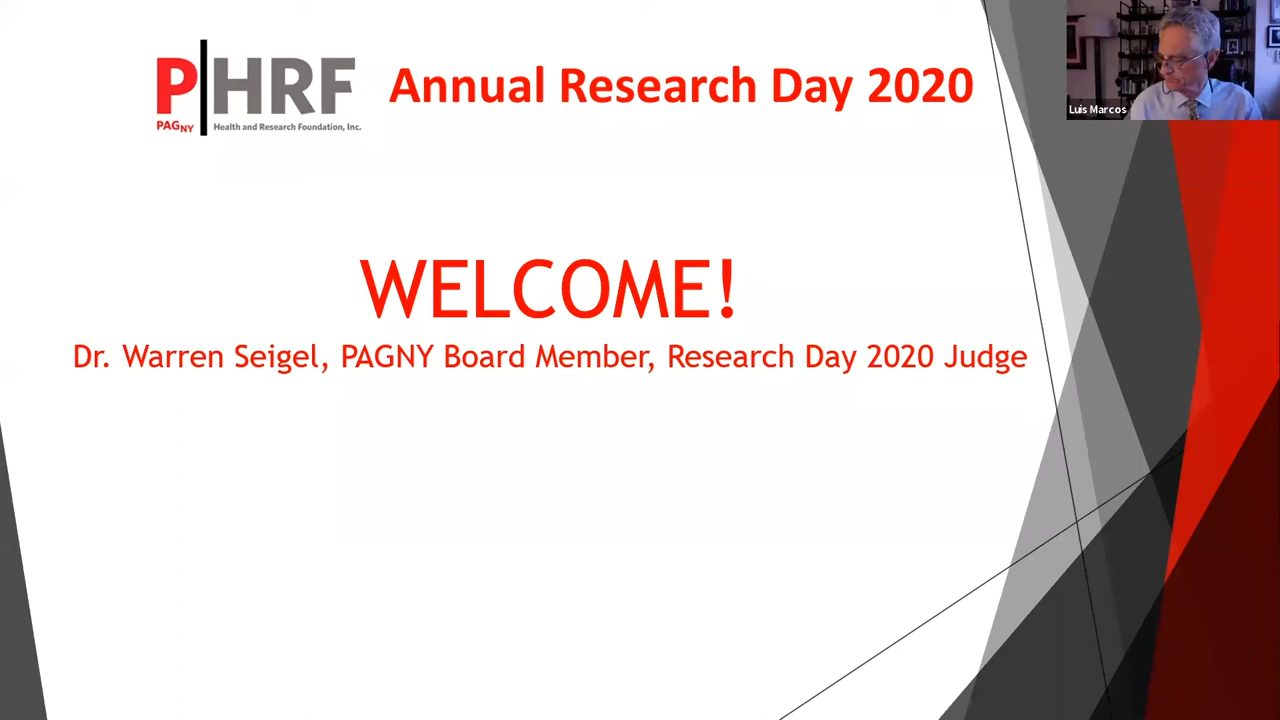 P|HRF
PAGNY
Health and Research Foundation, Inc.
Annual Research Day 2020
Luis Marcos
WELCOME!
Dr. Warren Seigel, PAGNY Board Member, Research Day 2020 Judge